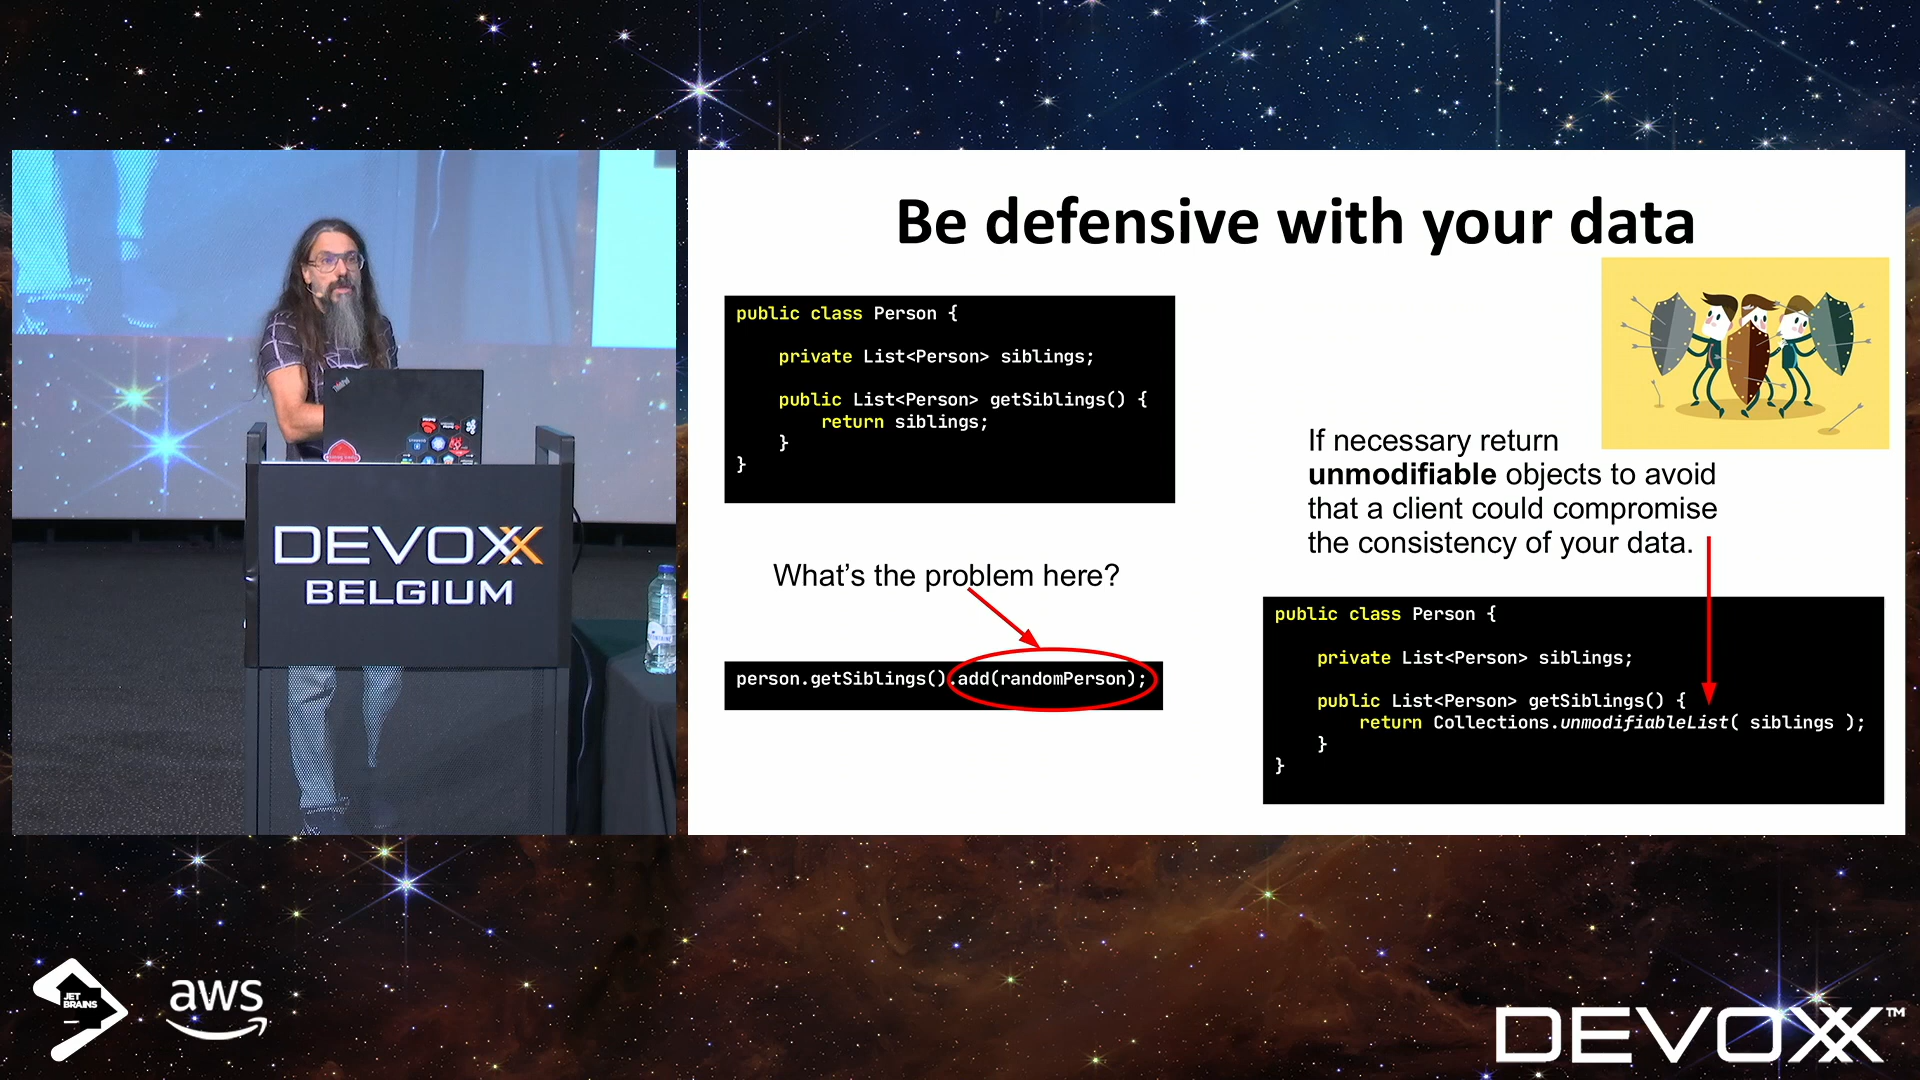 Be defensive with your data
public class Person {
private List<Person> siblings;
public List<Person> getSiblings() {
return siblings;
}
}
What's the problem here?
person.getSiblings().add(randomPerson);
If necessary return
unmodifiable objects to avoid
that a client could compromise
the consistency of your data.
public class Person {
private List<Person> siblings;
public List<Person> getSiblings() {
return Collections.unmodifiableList( siblings );
}
}
ThinkPad
DEVOXX
BELGIUM
JET
BRAINS
aws
DEVOXX™